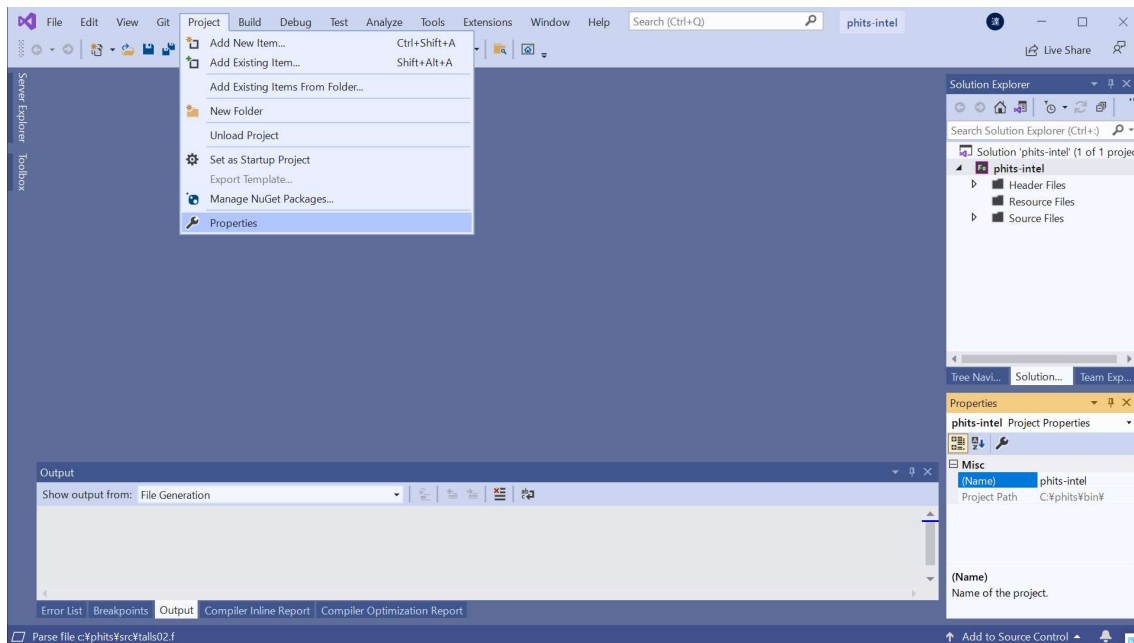 File Edit View Git Project Build Debug Test Analyze Tools Extensions Window Help Search (Ctrl+Q) phits-intel
Live Share
Add New Item... Ctrl+Shift+A
Add Existing Item... Shift+Alt+A
Add Existing Items From Folder...
New Folder
Unload Project
Set as Startup Project
Export Template...
Manage NuGet Packages...
Properties
Server Explorer
Toolbox
Solution Explorer
Search Solution Explorer (Ctrl+:)
Solution 'phits-intel' (1 of 1 projec
phits-intel
Header Files
Resource Files
Source Files
Tree Navi... Solution... Team Exp...
Properties
phits-intel Project Properties
Misc
(Name) phits-intel
Project Path C:¥phits¥bin¥
(Name)
Name of the project.
Output
Show output from: File Generation
Error List Breakpoints Output Compiler Inline Report Compiler Optimization Report
Parse file c:¥phits¥src¥talls02.f
Add to Source Control